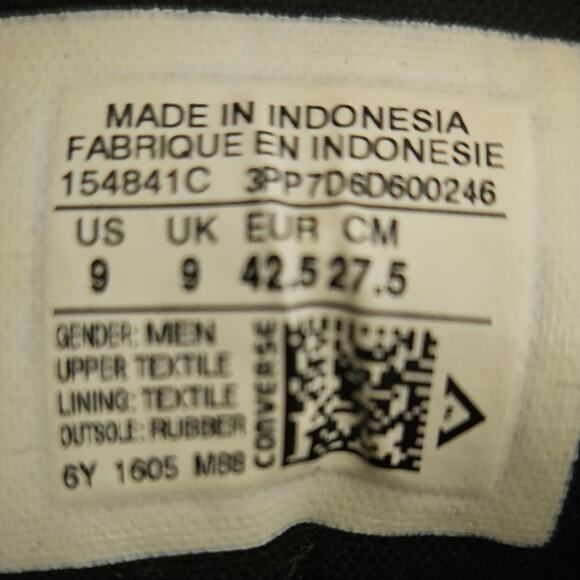 MADE IN INDONESIA
FABRIQUE EN INDONESIE
154841C 3PP7D6D600246
US UK EUR CM
9 9 42.5 27.5
GENDER: MEN
UPPER TEXTILE
LINING: TEXTILE
OUTSOLE: RUBBER
6Y 1605 M88
CONVERSE